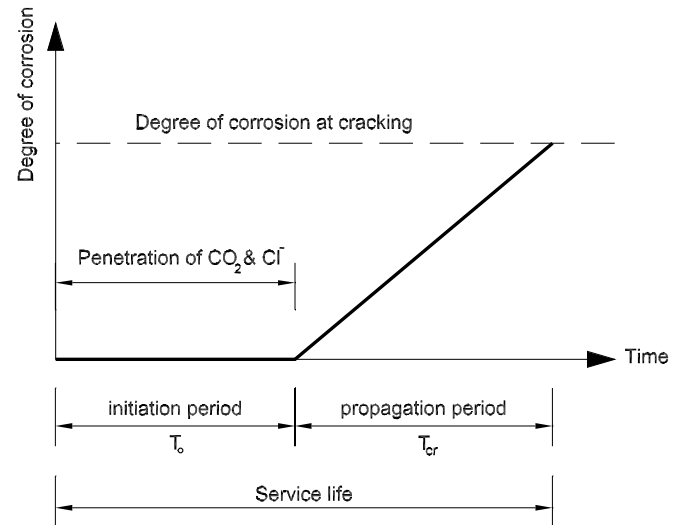 Degree of corrosion
Degree of corrosion at cracking
Penetration of CO₂ & Cl⁻
Time
initiation period
propagation period
T₀
Tcr
Service life